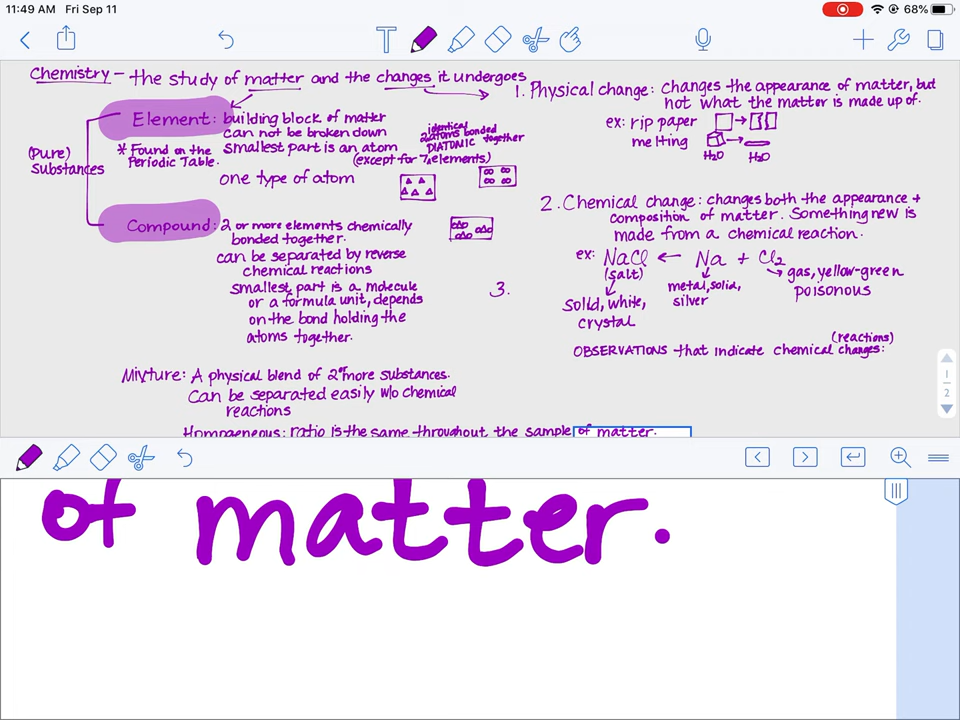 11:49 AM Fri Sep 11
68%
Chemistry - the study of matter and the changes it undergoes
Element: building block of matter
can not be broken down
* Found on the smallest part is an atom
Periodic Table.
(except for 7 elements)
identical
2 atoms bonded
DIATONIC together
one type of atom
(Pure)
Substances
Compound: 2 or more elements chemically
bonded together.
can be separated by reverse
chemical reactions
smallest part is a molecule
or a formula unit, depends
on the bond holding the
atoms together.
Mixture: A physical blend of 2 or more substances.
Can be separated easily w/o chemical
reactions
Homogeneous: ratio is the same throughout the sample of matter.
1. Physical change: changes the appearance of matter, but
not what the matter is made up of.
ex: rip paper
melting
H2O H2O
2. Chemical change: changes both the appearance +
composition of matter. Something new is
made from a chemical reaction.
ex: NaCl ← Na + Cl2
(salt)
solid, white,
crystal
metal, solid,
silver
gas, yellow-green
poisonous
3.
(reactions)
OBSERVATIONS that indicate chemical changes:
1
2
of matter.